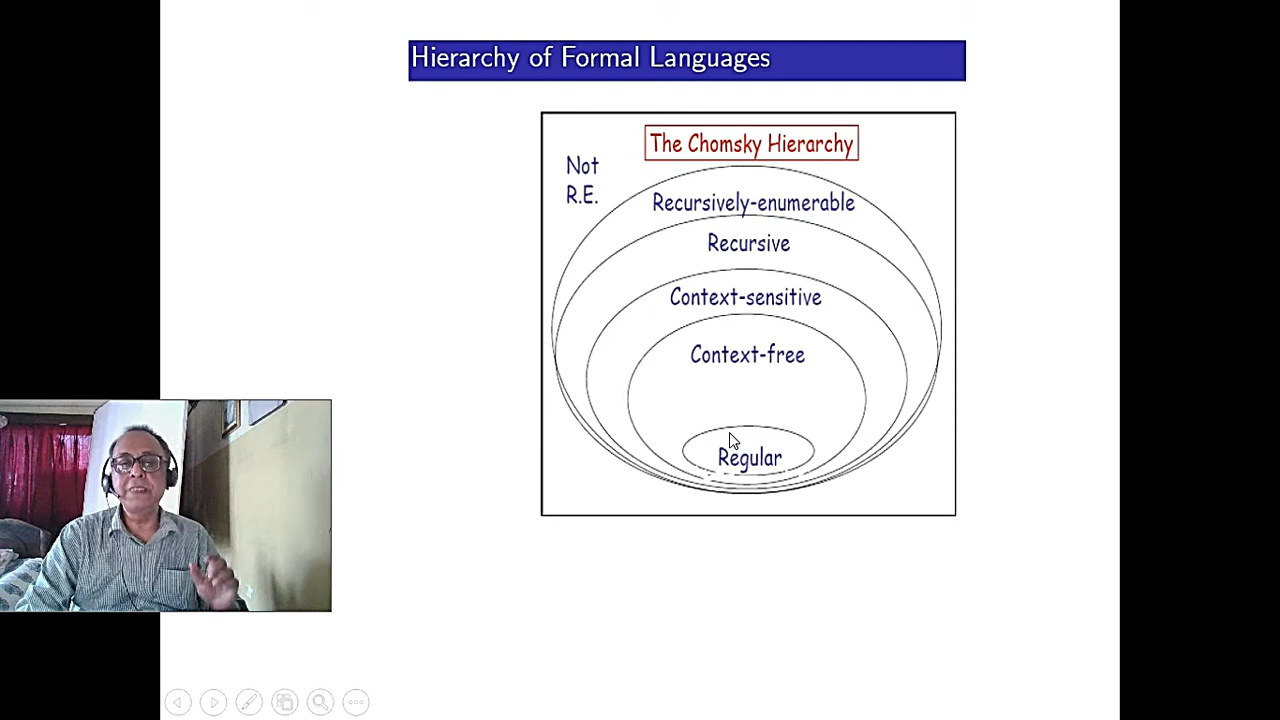 Hierarchy of Formal Languages
The Chomsky Hierarchy
Not
R.E.
Recursively-enumerable
Recursive
Context-sensitive
Context-free
Regular